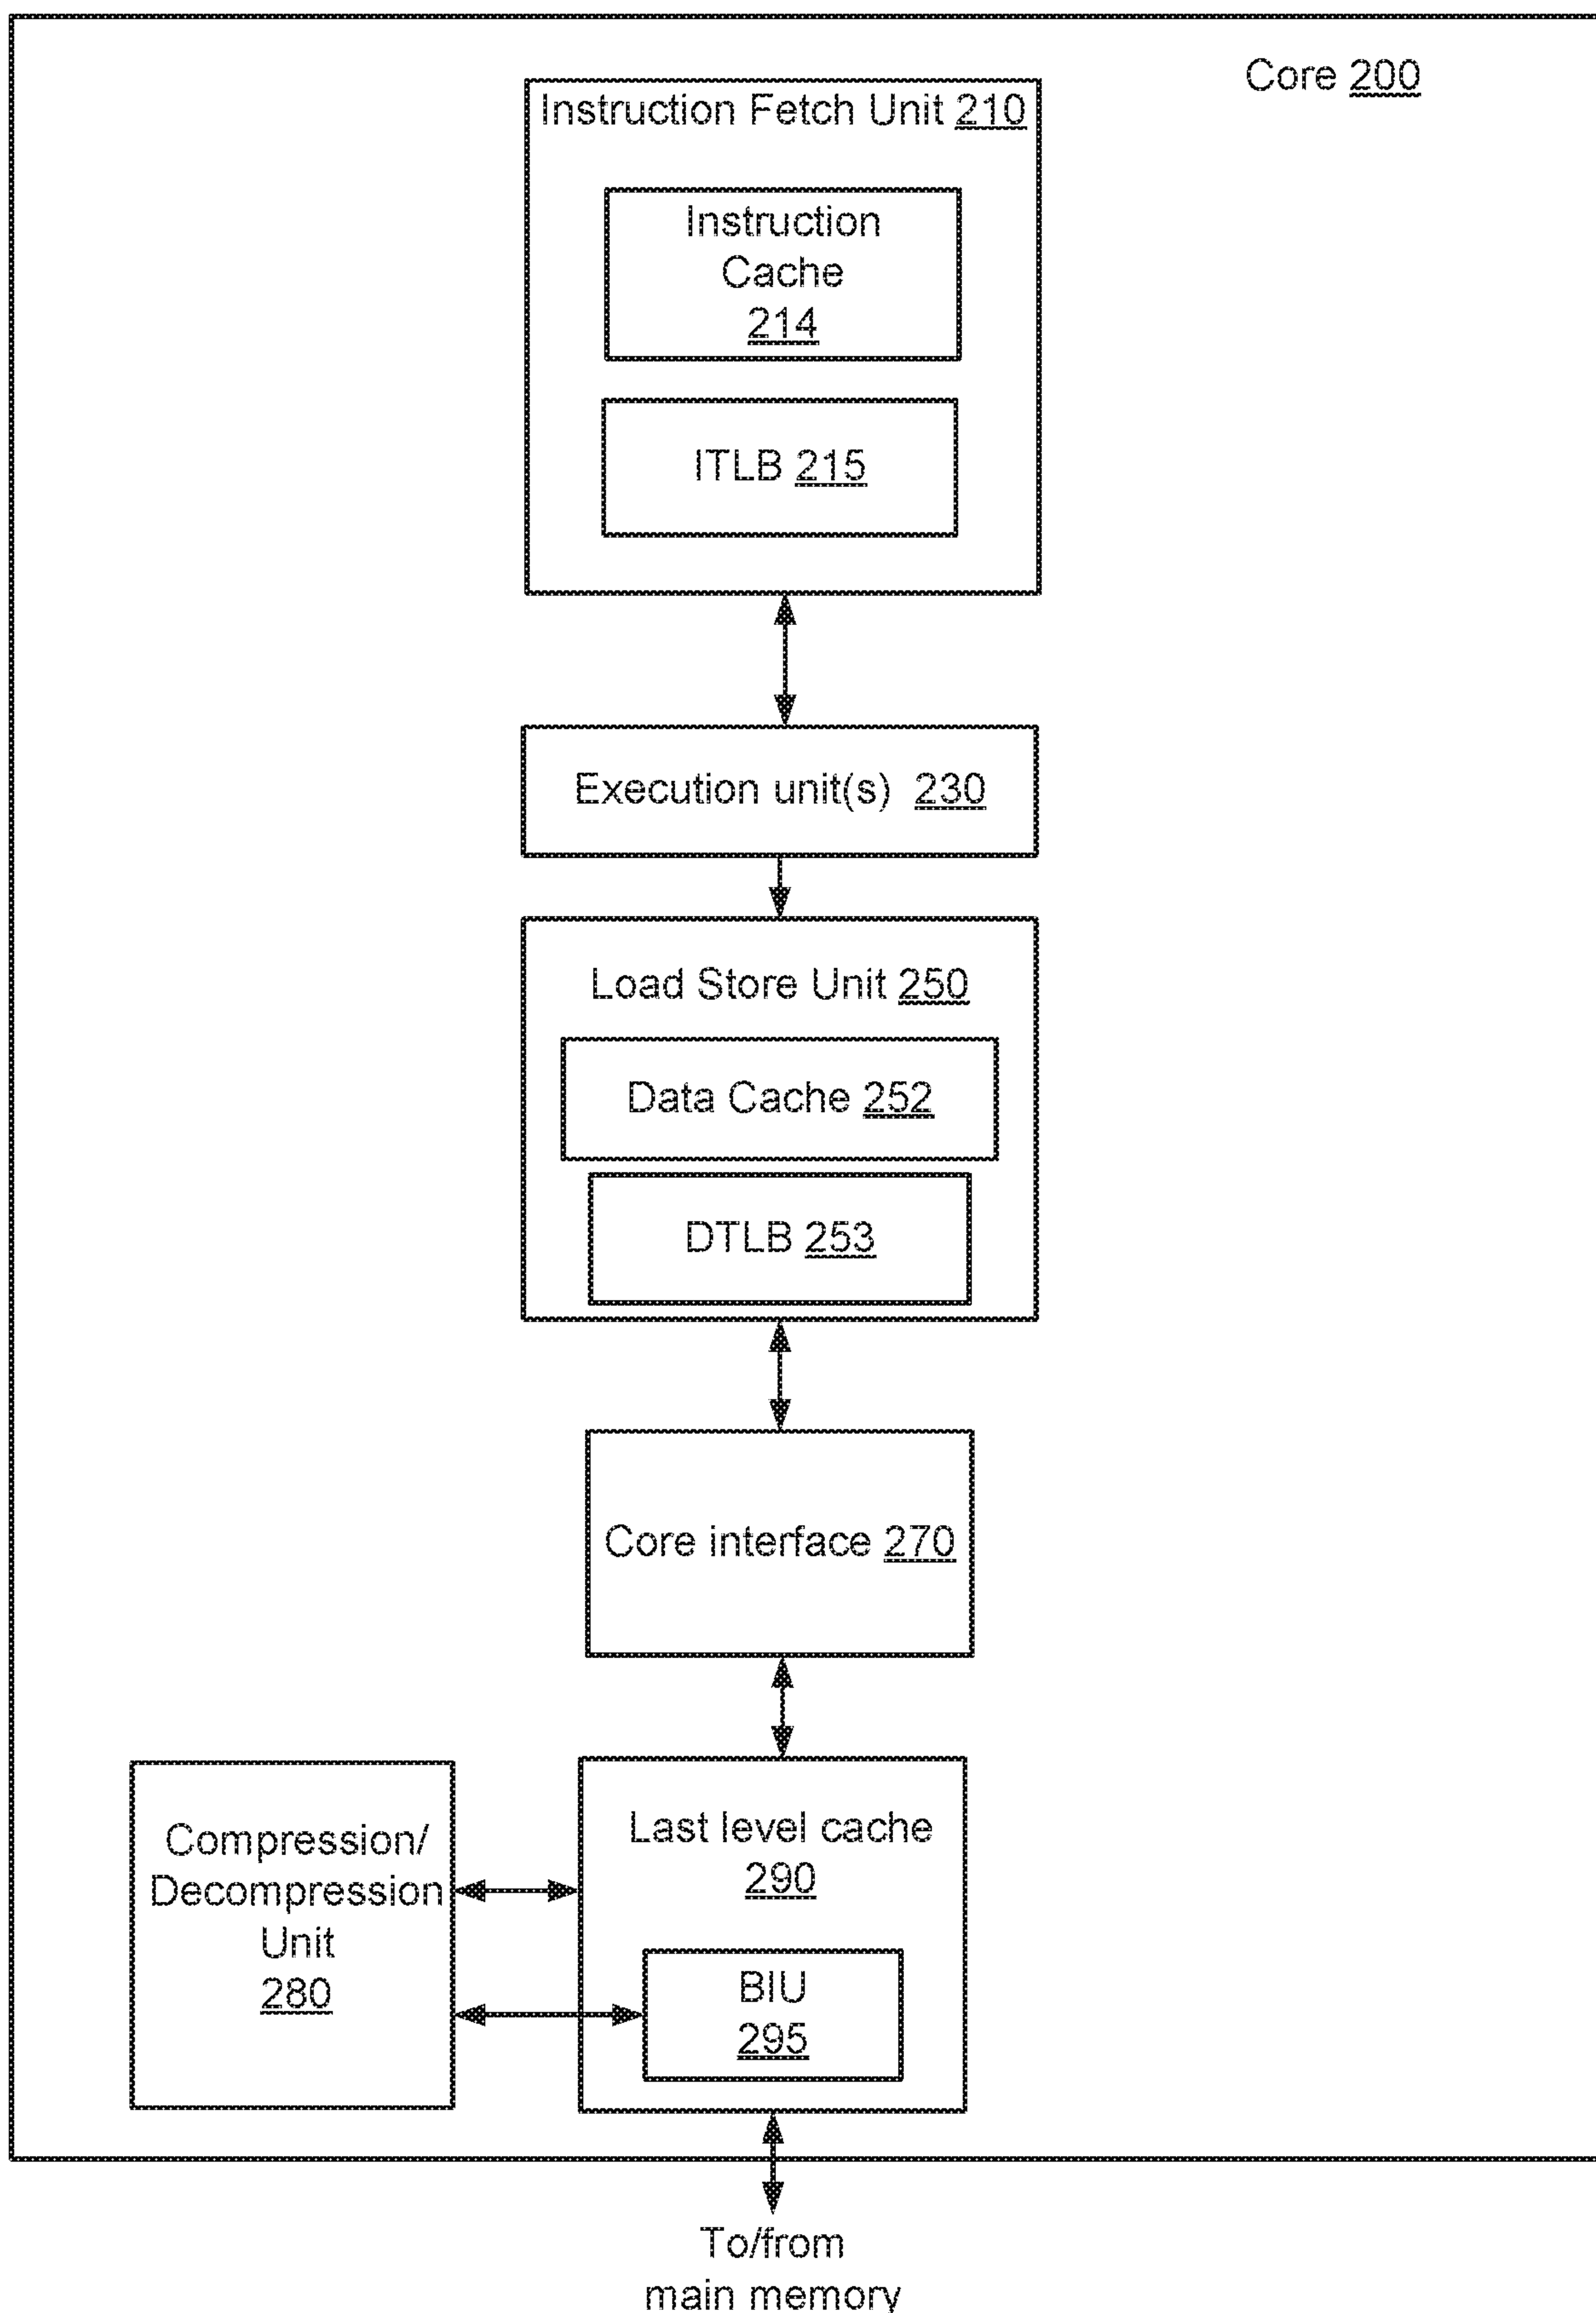 Core 200
Instruction Fetch Unit 210
Instruction
Cache
214
ITLB 215
Execution unit(s) 230
Load Store Unit 250
Data Cache 252
DTLB 253
Core interface 270
Compression/
Decompression
Unit
280
Last level cache
290
BIU
295
To/from
main memory